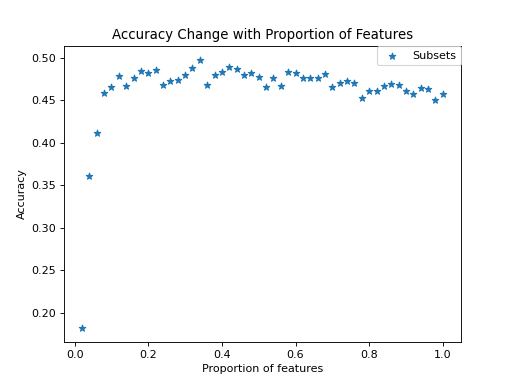 Accuracy Change with Proportion of Features
Subsets
0.50
0.45
0.40
0.35
0.30
0.25
0.20
Accuracy
0.0 0.2 0.4 0.6 0.8 1.0
Proportion of features